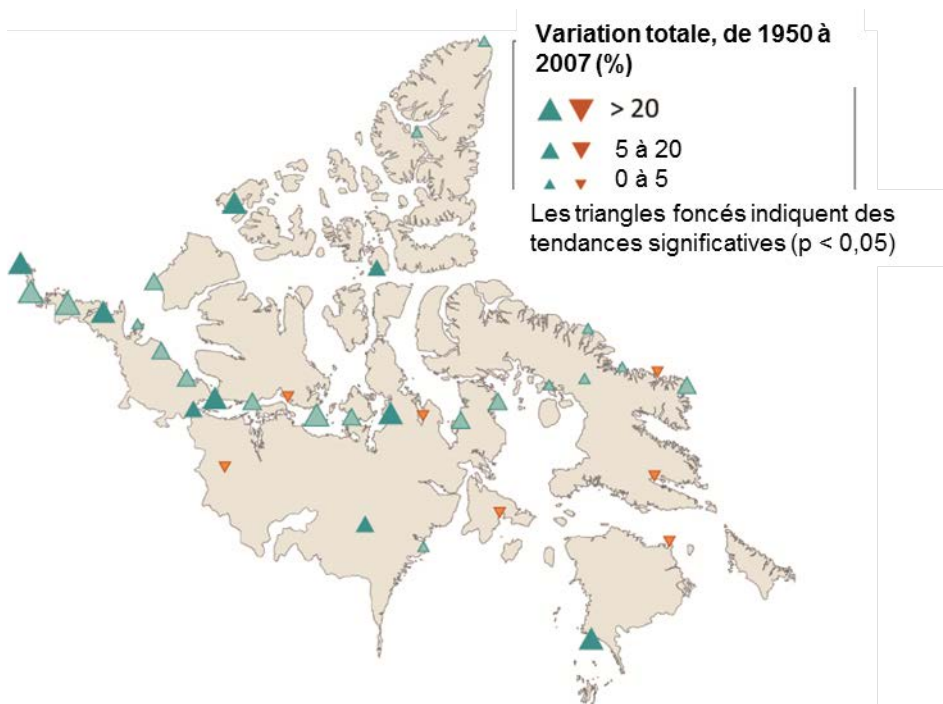 Variation totale, de 1950 à
2007 (%)
> 20
5 à 20
0 à 5
Les triangles foncés indiquent des
tendances significatives (p < 0,05)